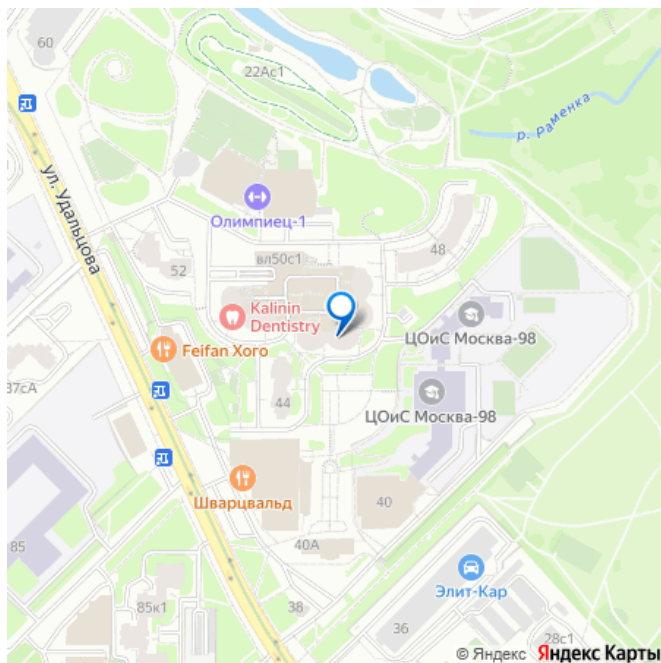 60
22Ас1
р. Раменка
ул. Удальцова
Олимпиец-1
48
вл50с1
52
Kalinin
Dentistry
ЦОиС Москва-98
Feifan Хоro
37сА
44
ЦОиС Москва-98
Шварцвальд
40
40А
85
Элит-Кар
85к1
38
36
28с1
© Яндекс Яндекс Карты